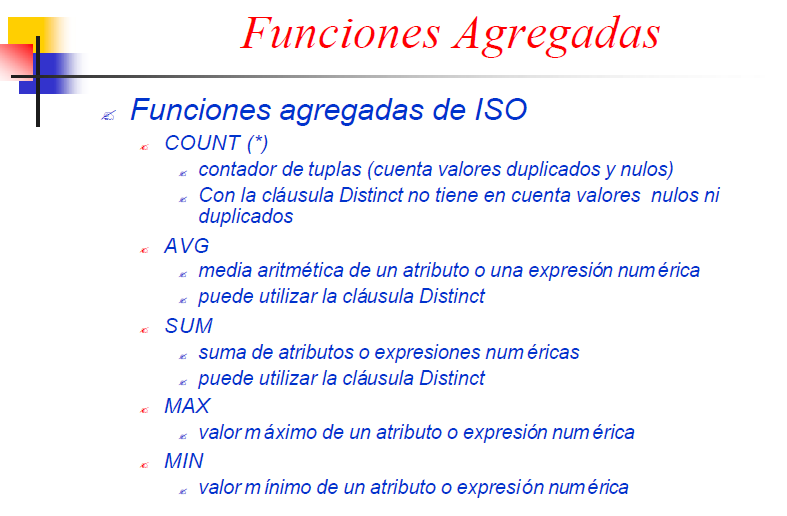 Funciones Agregadas
Funciones agregadas de ISO
COUNT (*)
contador de tuplas (cuenta valores duplicados y nulos)
Con la cláusula Distinct no tiene en cuenta valores nulos ni
duplicados
AVG
media aritmética de un atributo o una expresión numérica
puede utilizar la cláusula Distinct
SUM
suma de atributos o expresiones numéricas
puede utilizar la cláusula Distinct
MAX
valor máximo de un atributo o expresión numérica
MIN
valor mínimo de un atributo o expresión numérica